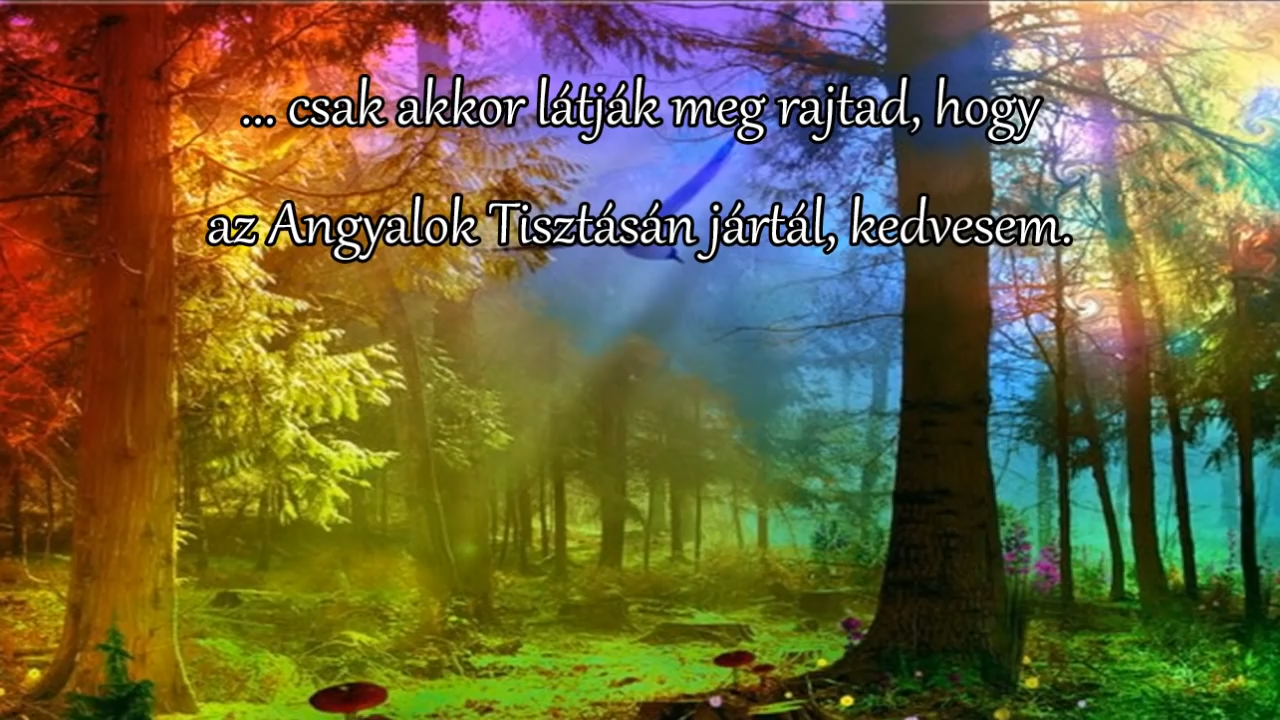 ... csak akkor látják meg rajtad, hogy
az Angyalok Tisztásán jártál, kedvesem.